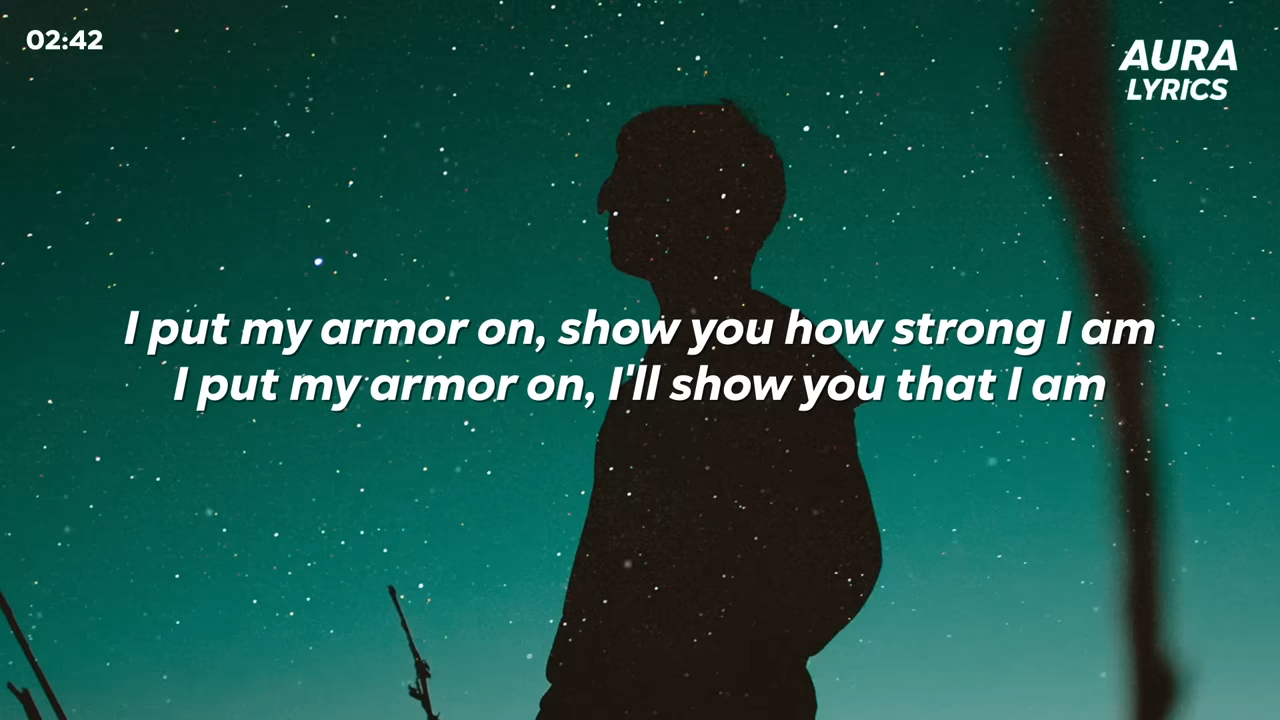 02:42
AURA
LYRICS
I put my armor on, show you how strong I am
I put my armor on, I'll show you that I am